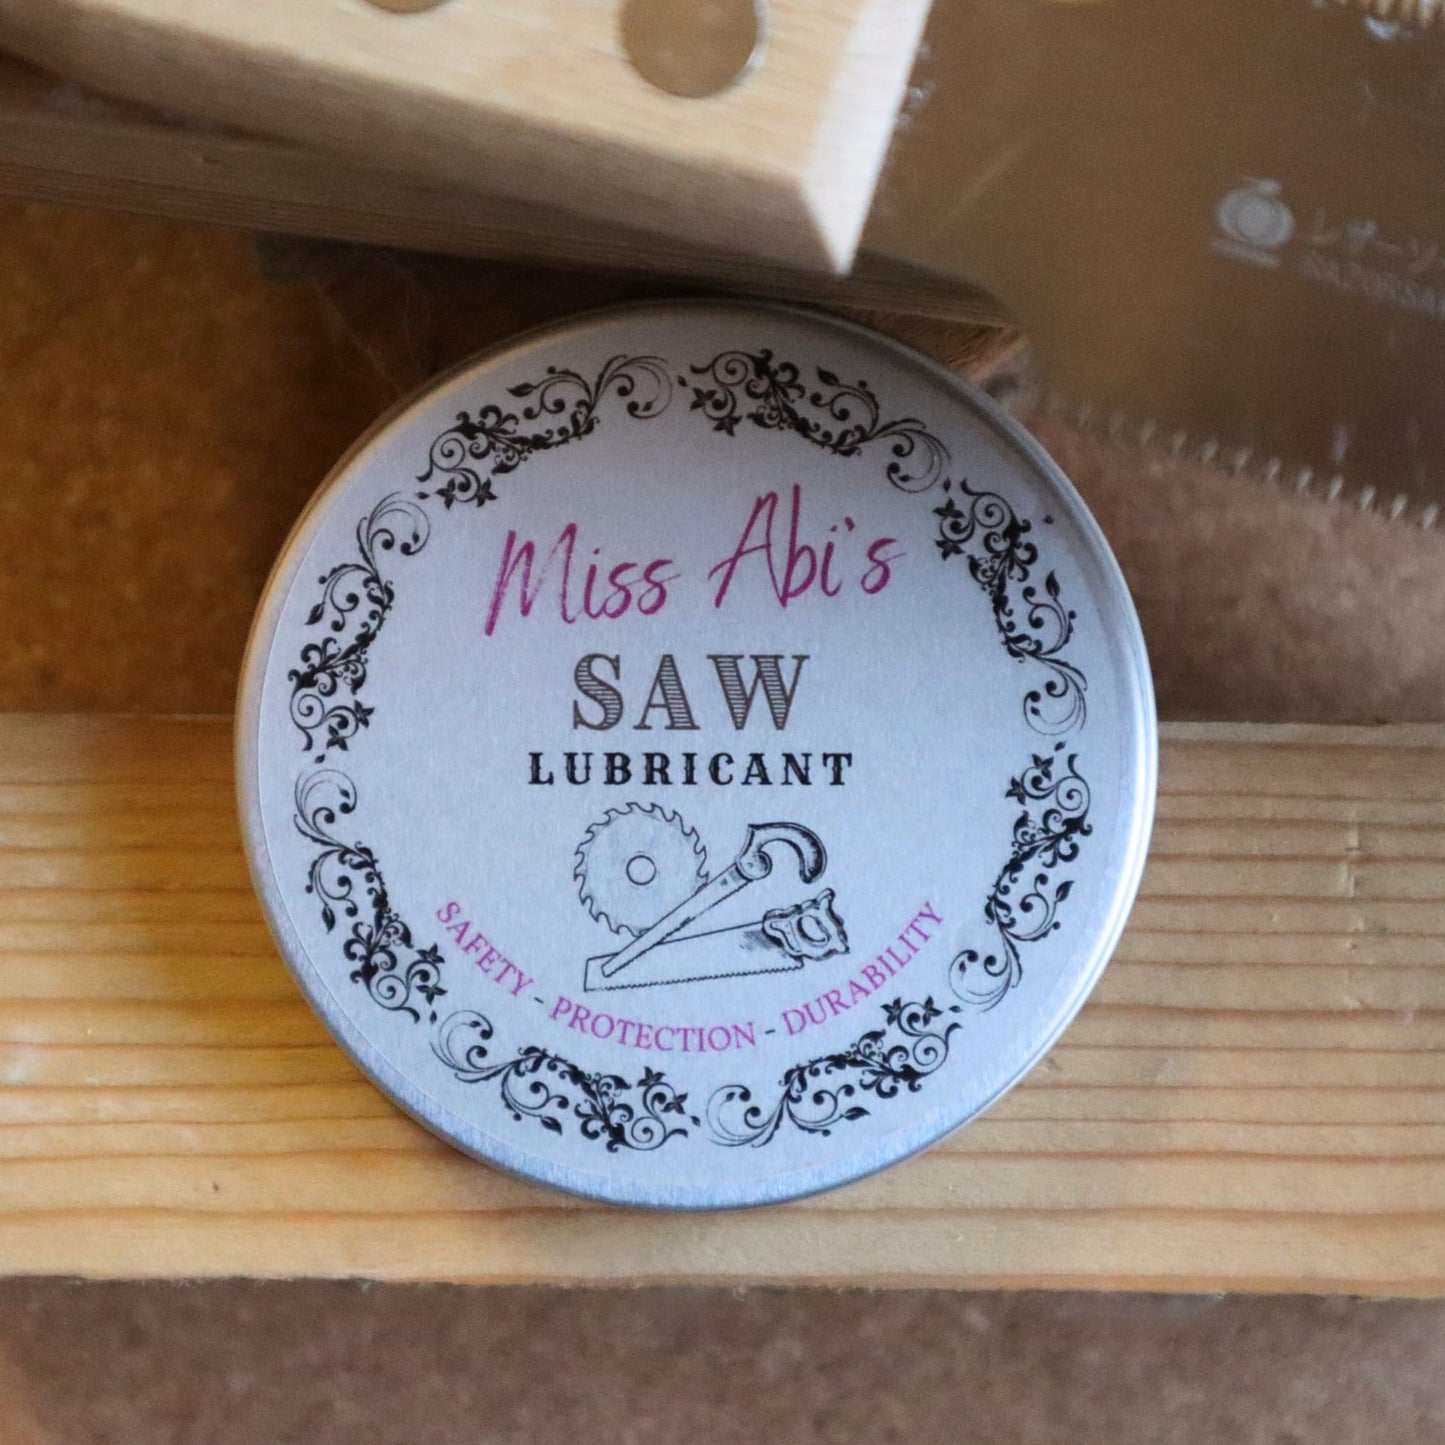 Miss Abi's
SAW
LUBRICANT
SAFETY - PROTECTION - DURABILITY